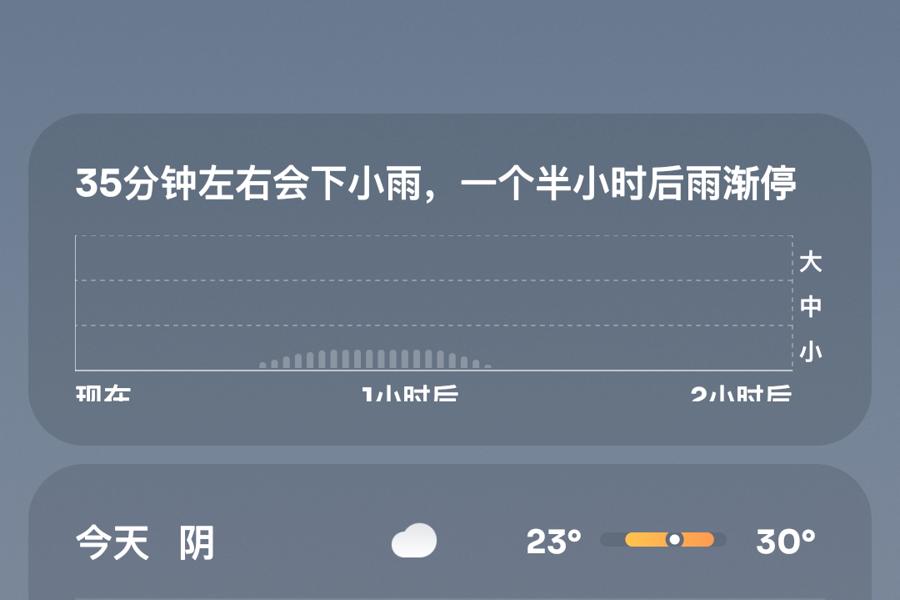 35分钟左右会下小雨，一个半小时后雨渐停
大
中
小
现在 1小时后 2小时后
今天 阴 23° 30°